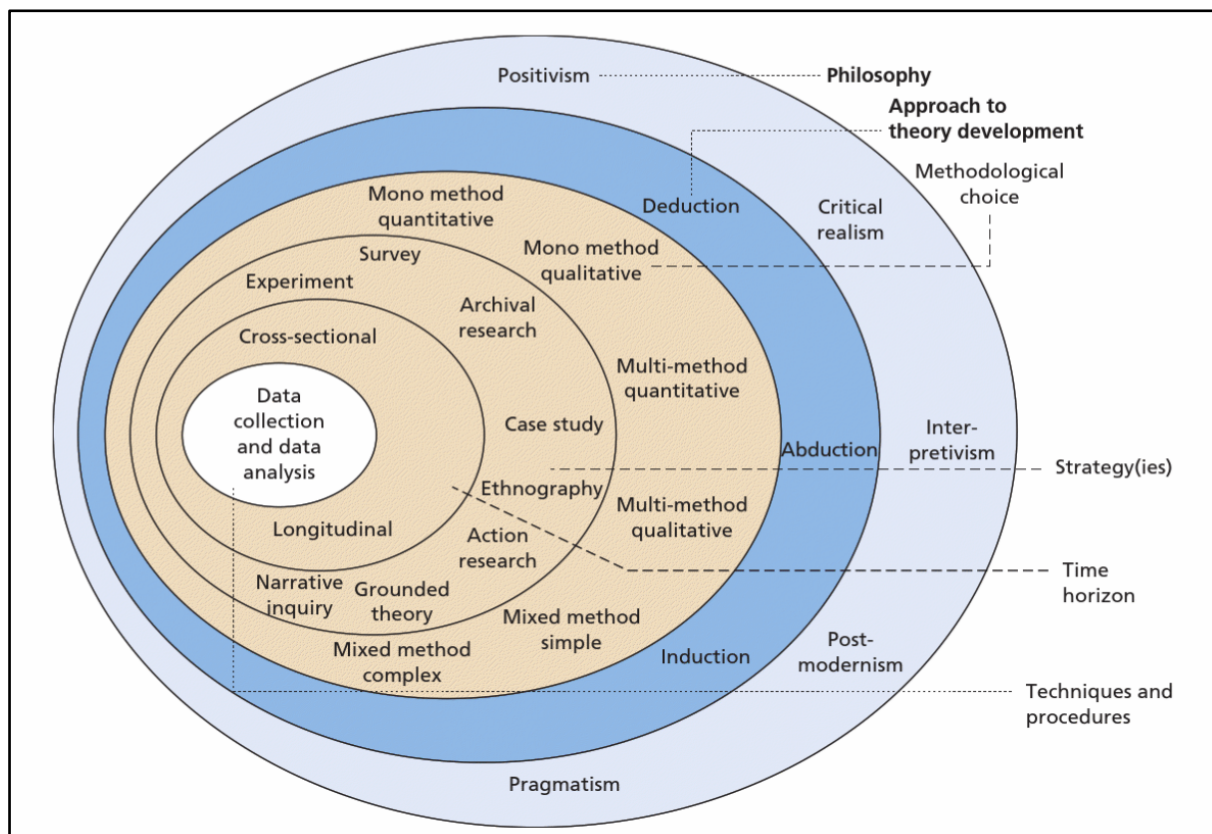 Positivism
Philosophy
Approach to
theory development
Methodological
choice
Mono method
quantitative
Deduction
Critical
realism
Mono method
qualitative
Survey
Experiment
Archival
research
Cross-sectional
Multi-method
quantitative
Data
collection
and data
analysis
Case study
Abduction
Inter-
pretivism
Strategy(ies)
Ethnography
Multi-method
qualitative
Longitudinal
Action
research
Time
horizon
Narrative
inquiry
Grounded
theory
Mixed method
simple
Mixed method
complex
Induction
Post-
modernism
Techniques and
procedures
Pragmatism